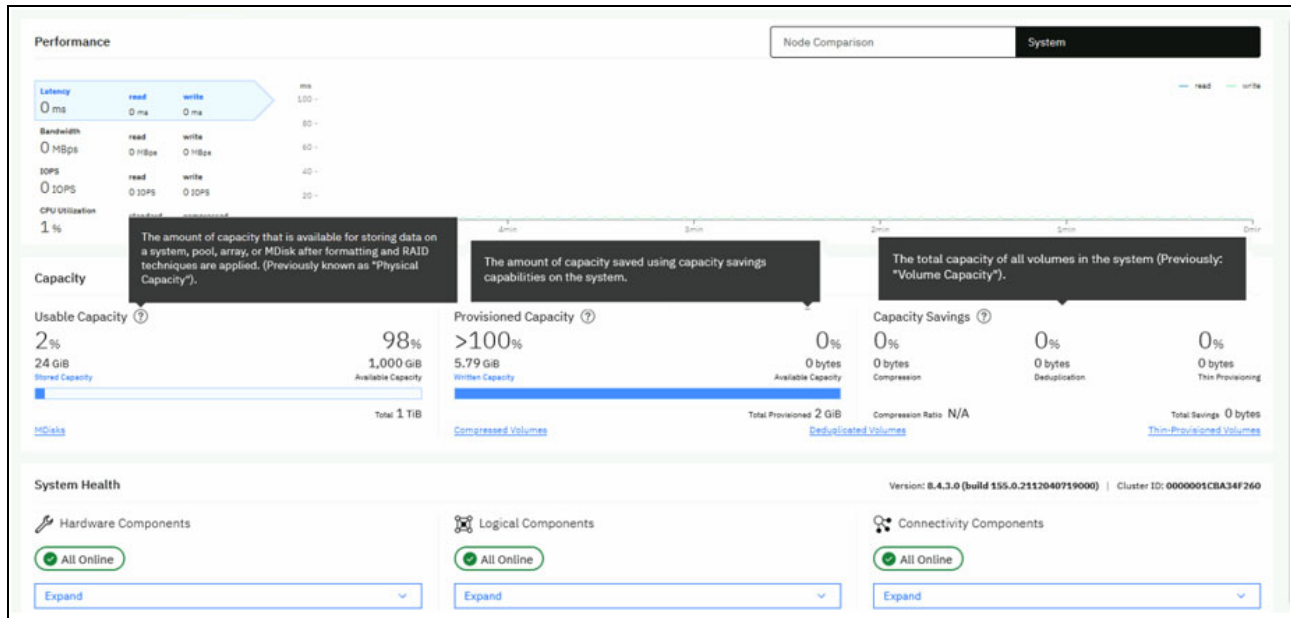 Performance
Node Comparison
System
Latency read write
0 ms 0 ms 0 ms
Bandwidth read write
0 MBps 0 MBps 0 MBps
IOPS read write
0 IOPS 0 IOPS 0 IOPS
CPU Utilization
1 %
ms
100
80
60
40
20
read write
4min 3min 2min 1min 0min
The amount of capacity that is available for storing data on
a system, pool, array, or MDisk after formatting and RAID
techniques are applied. (Previously known as "Physical
Capacity").
The amount of capacity saved using capacity savings
capabilities on the system.
The total capacity of all volumes in the system (Previously:
"Volume Capacity").
Capacity
Usable Capacity ?
2% 98%
24 GiB 1,000 GiB
Stored Capacity Available Capacity
Total 1 TiB
MDisks
Provisioned Capacity ?
>100% 0%
5.79 GiB 0 bytes
Written Capacity Available Capacity
Total Provisioned 2 GiB
Compressed Volumes
Deduplicated Volumes
Capacity Savings ?
0% 0% 0%
0 bytes 0 bytes 0 bytes
Compression Deduplication Thin Provisioning
Compression Ratio N/A Total Savings 0 bytes
Thin-Provisioned Volumes
System Health
Version: 8.4.3.0 (build 155.0.2112040719000) | Cluster ID: 0000001CBA34F260
Hardware Components
All Online
Expand
Logical Components
All Online
Expand
Connectivity Components
All Online
Expand